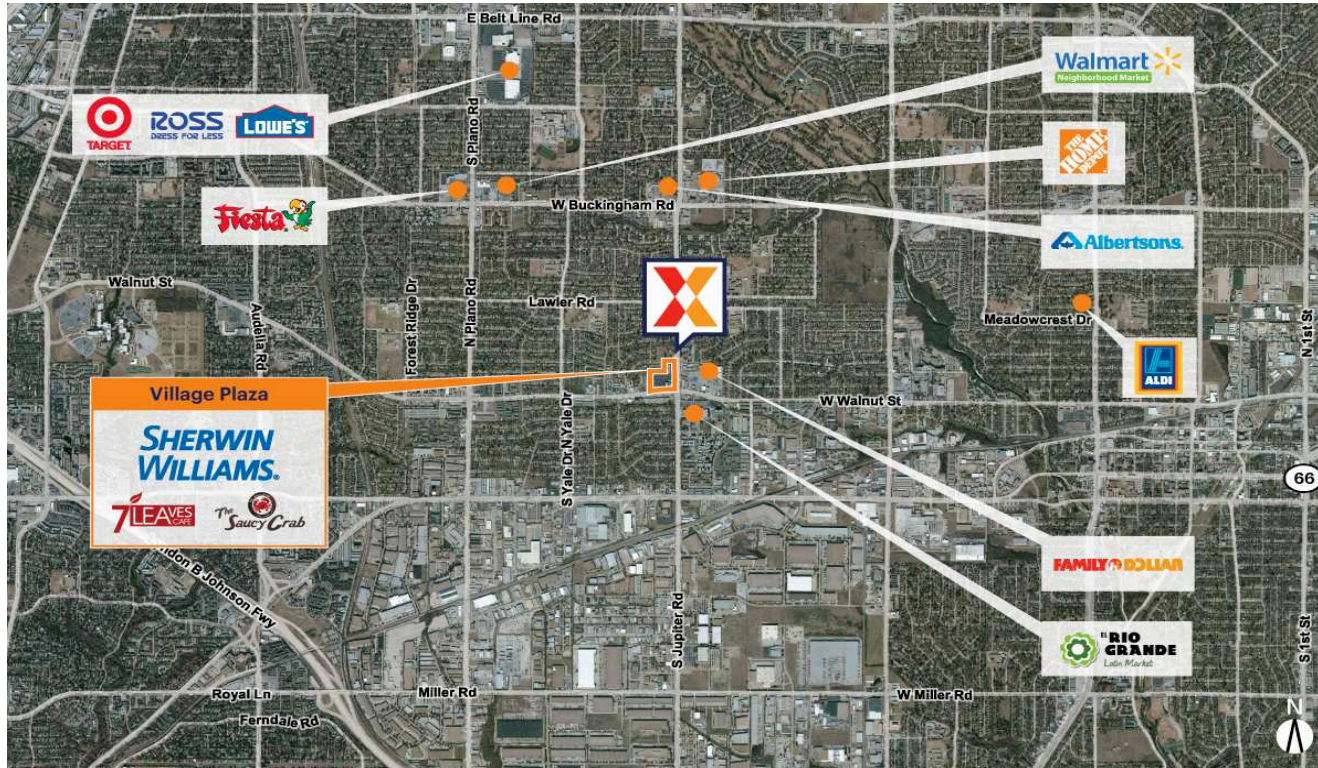 E Belt Line Rd
Walmart
Neighborhood Market
TARGET
ROSS
DRESS FOR LESS
LOWE'S
S Plano Rd
THE
HOME
DEPOT
Fiesta
W Buckingham Rd
Albertsons
Walnut St
Audelia Rd
Forest Ridge Dr
N Plano Rd
Lawler Rd
Meadowcrest Dr
N 1st St
ALDI
Village Plaza
SHERWIN
WILLIAMS
7 LEAVES
CAFE
The
Saucy Crab
S Yale Dr
N Yale Dr
W Walnut St
66
B Johnson Fwy
FAMILY DOLLAR
EL
RIO
GRANDE
Latin Market
S Jupiter Rd
S 1st St
Royal Ln
Miller Rd
W Miller Rd
Ferndale Rd
N